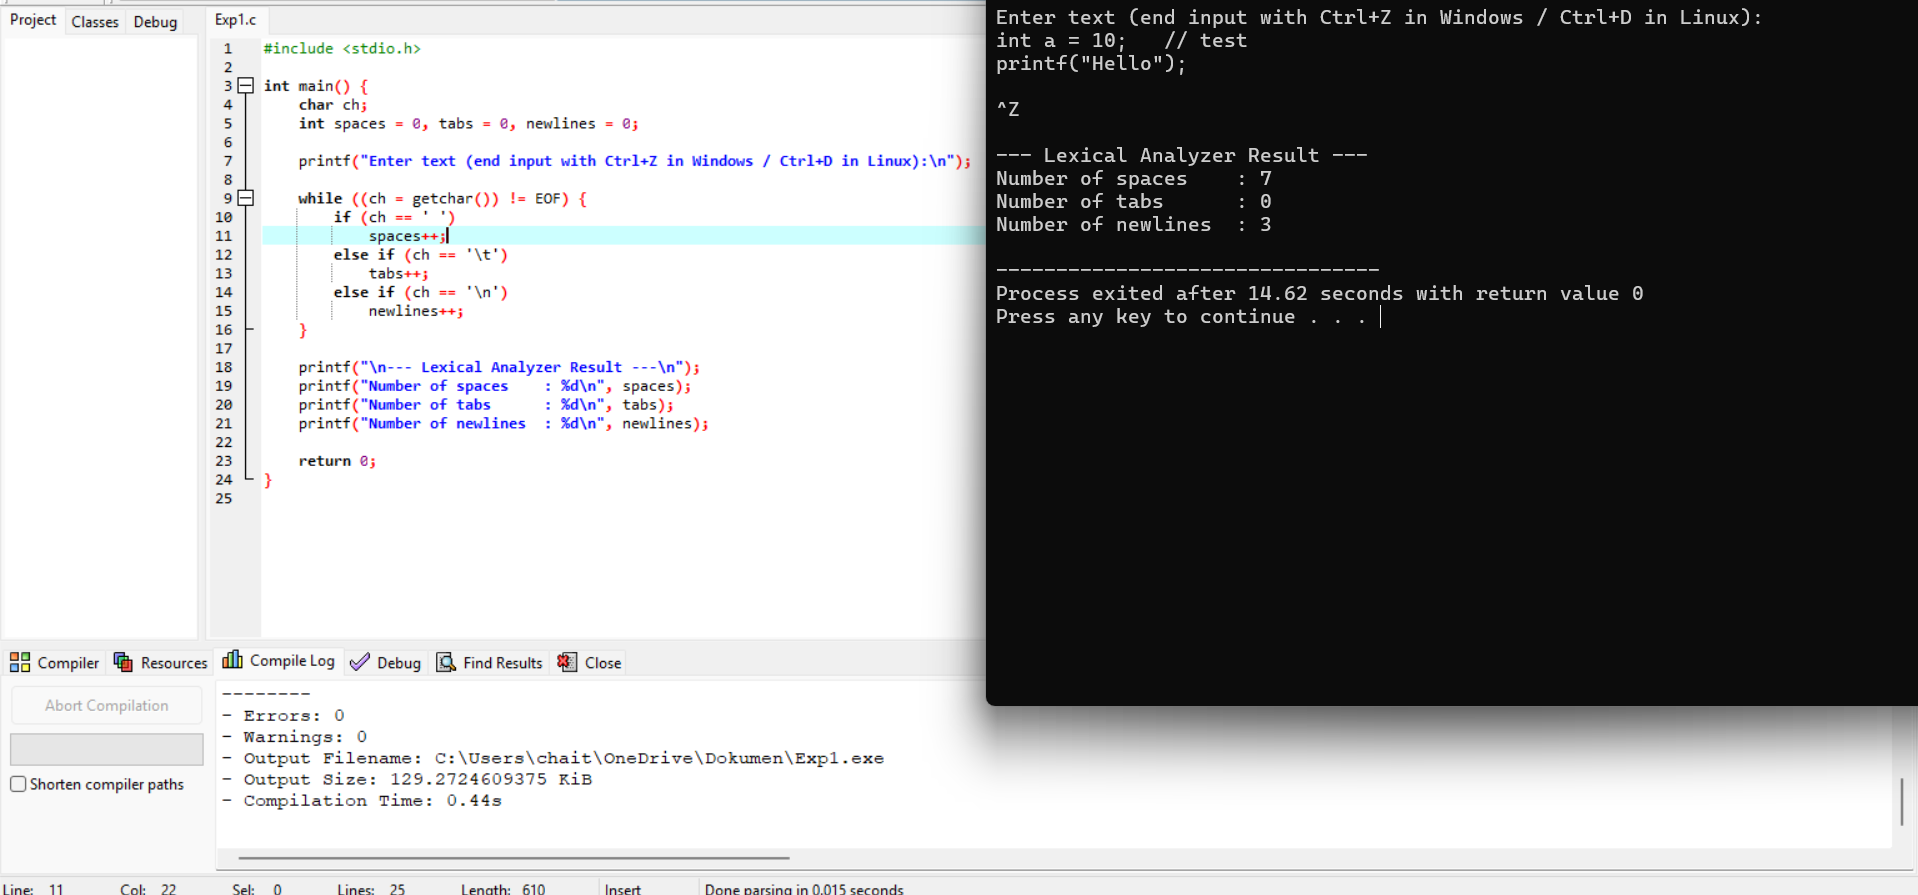 Project Classes Debug
Exp1.c
1 #include <stdio.h>
2
3 int main() {
4     char ch;
5     int spaces = 0, tabs = 0, newlines = 0;
6
7     printf("Enter text (end input with Ctrl+Z in Windows / Ctrl+D in Linux):\n");
8
9     while ((ch = getchar()) != EOF) {
10         if (ch == ' ')
11             spaces++;
12         else if (ch == '\t')
13             tabs++;
14         else if (ch == '\n')
15             newlines++;
16     }
17
18     printf("\n--- Lexical Analyzer Result ---\n");
19     printf("Number of spaces    : %d\n", spaces);
20     printf("Number of tabs      : %d\n", tabs);
21     printf("Number of newlines  : %d\n", newlines);
22
23     return 0;
24 }
25
Enter text (end input with Ctrl+Z in Windows / Ctrl+D in Linux):
int a = 10;   // test
printf("Hello");
^Z
--- Lexical Analyzer Result ---
Number of spaces    : 7
Number of tabs      : 0
Number of newlines  : 3
--------------------------------
Process exited after 14.62 seconds with return value 0
Press any key to continue . . .
Compiler Resources Compile Log Debug Find Results Close
Abort Compilation
Shorten compiler paths
--------
- Errors: 0
- Warnings: 0
- Output Filename: C:\Users\chait\OneDrive\Dokumen\Exp1.exe
- Output Size: 129.2724609375 KiB
- Compilation Time: 0.44s
Line: 11 Col: 22 Sel: 0 Lines: 25 Length: 610 Insert Done parsing in 0.015 seconds